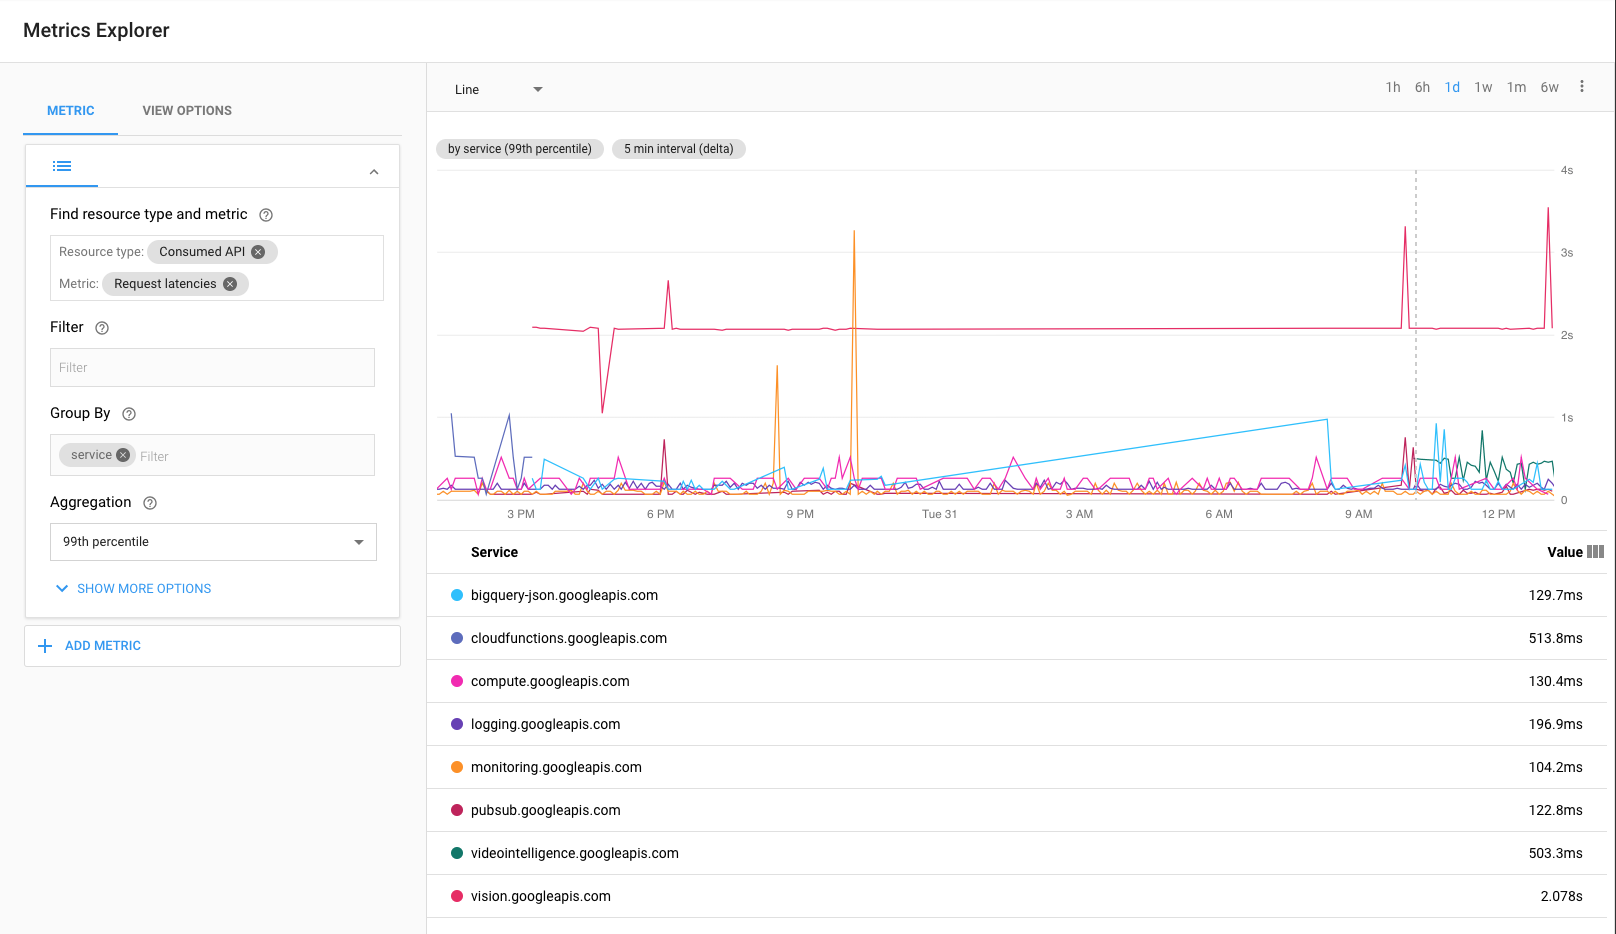 Metrics Explorer
METRIC
VIEW OPTIONS
Find resource type and metric
Resource type: Consumed API
Metric: Request latencies
Filter
Filter
Group By
service Filter
Aggregation
99th percentile
SHOW MORE OPTIONS
ADD METRIC
Line
1h 6h 1d 1w 1m 6w
by service (99th percentile) 5 min interval (delta)
4s
3s
2s
1s
0
3 PM 6 PM 9 PM Tue 31 3 AM 6 AM 9 AM 12 PM
Service Value
bigquery-json.googleapis.com 129.7ms
cloudfunctions.googleapis.com 513.8ms
compute.googleapis.com 130.4ms
logging.googleapis.com 196.9ms
monitoring.googleapis.com 104.2ms
pubsub.googleapis.com 122.8ms
videointelligence.googleapis.com 503.3ms
vision.googleapis.com 2.078s